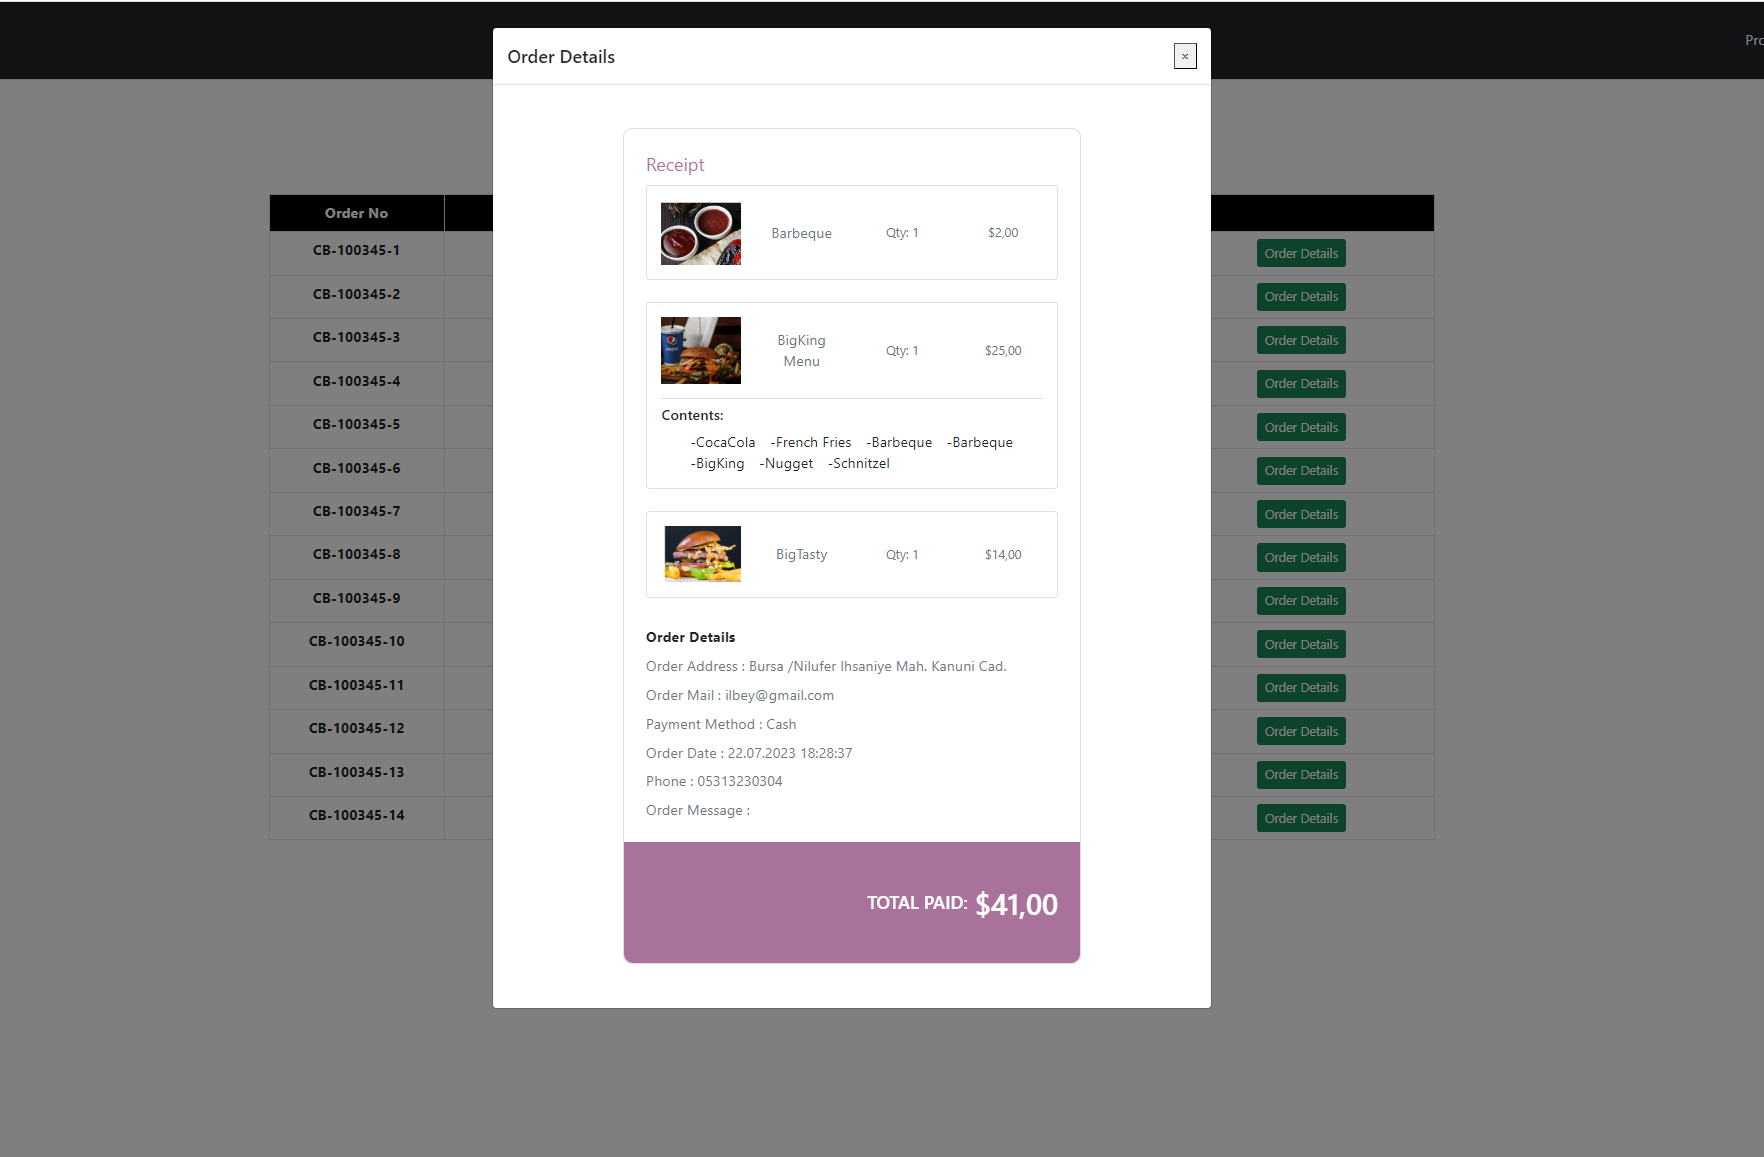 Order Details
×
Receipt
Barbeque Qty: 1 $2,00
BigKing
Menu
Qty: 1 $25,00
Contents:
-CocaCola -French Fries -Barbeque -Barbeque
-BigKing -Nugget -Schnitzel
BigTasty Qty: 1 $14,00
Order Details
Order Address : Bursa /Nilufer Ihsaniye Mah. Kanuni Cad.
Order Mail : ilbey@gmail.com
Payment Method : Cash
Order Date : 22.07.2023 18:28:37
Phone : 05313230304
Order Message :
TOTAL PAID: $41,00
Order No
CB-100345-1 Order Details
CB-100345-2 Order Details
CB-100345-3 Order Details
CB-100345-4 Order Details
CB-100345-5 Order Details
CB-100345-6 Order Details
CB-100345-7 Order Details
CB-100345-8 Order Details
CB-100345-9 Order Details
CB-100345-10 Order Details
CB-100345-11 Order Details
CB-100345-12 Order Details
CB-100345-13 Order Details
CB-100345-14 Order Details